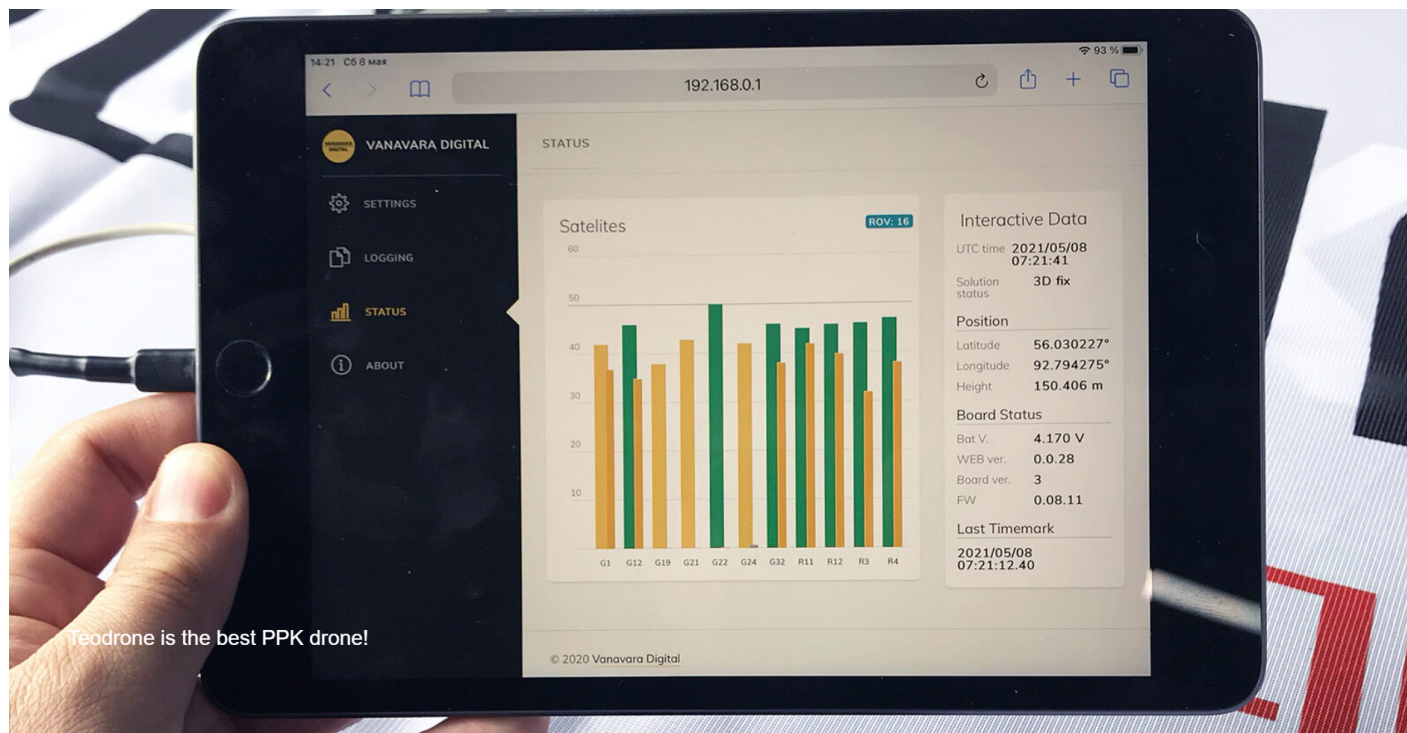 14:21 Сб 8 мая
93 %
192.168.0.1
VANAVARA DIGITAL
VANAVARA DIGITAL
SETTINGS
LOGGING
STATUS
ABOUT
STATUS
Satelites
ROV: 16
60
50
40
30
20
10
G1 G12 G19 G21 G22 G24 G32 R11 R12 R3 R4
Interactive Data
UTC time 2021/05/08
07:21:41
Solution status 3D fix
Position
Latitude 56.030227°
Longitude 92.794275°
Height 150.406 m
Board Status
Bat V. 4.170 V
WEB ver. 0.0.28
Board ver. 3
FW 0.08.11
Last Timemark
2021/05/08
07:21:12.40
© 2020 Vanavara Digital
Teodrone is the best PPK drone!